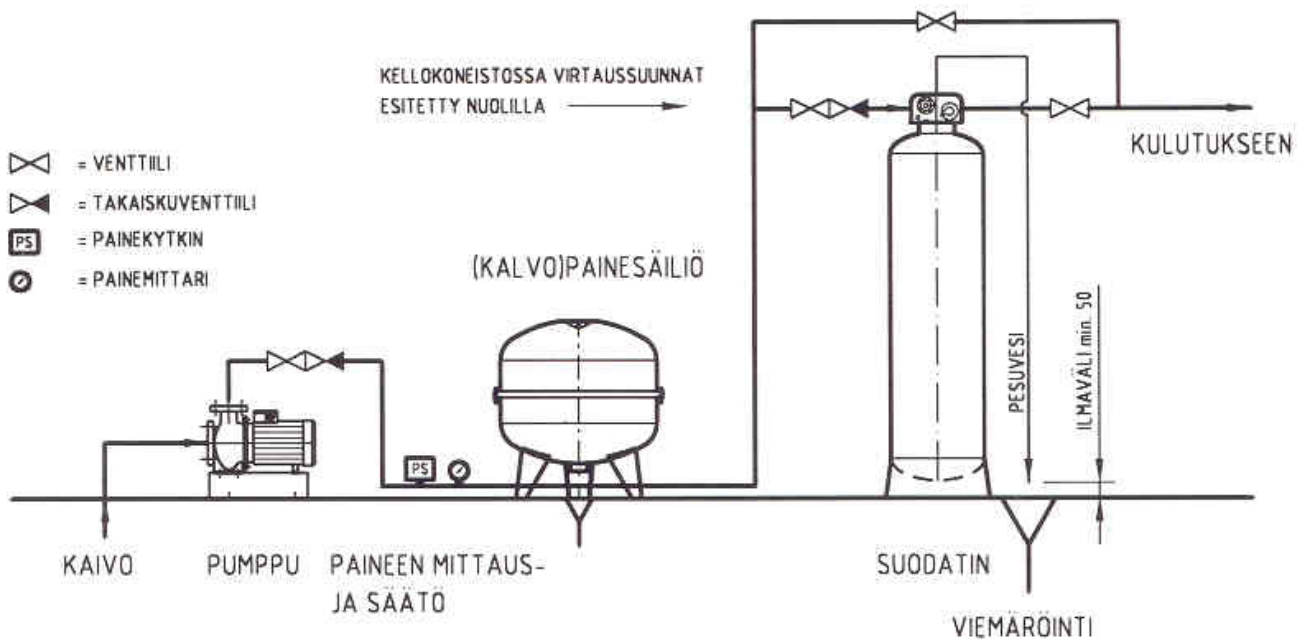 KELLOKONEISTOSSA VIRTAUSSUUNNAT
ESITETTY NUOLILLA
KULUTUKSEEN
= VENTTIILI
= TAKAISKUVENTTIILI
PS = PAINEKYTKIN
= PAINEMITTARI
(KALVO)PAINESÄILIÖ
PS
PESUVESI
ILMAVÄLI min. 50
KAIVO
PUMPPU
PAINEEN MITTAUS-
JA SÄÄTÖ
SUODATIN
VIEMÄRÖINTI